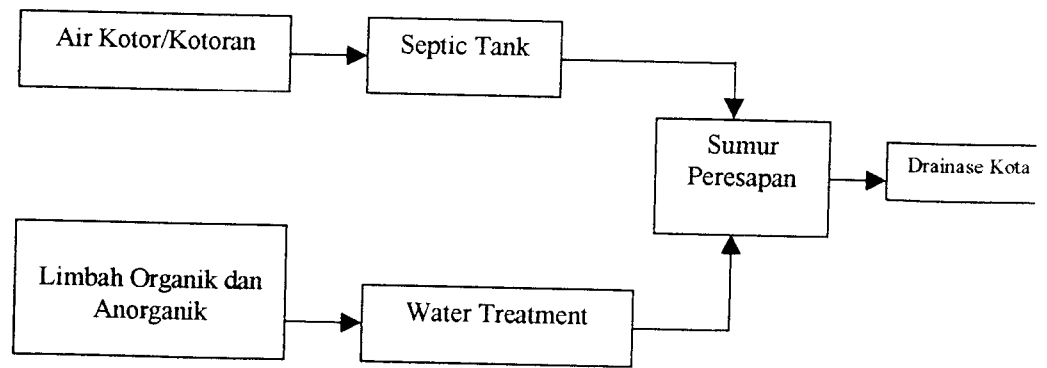 Air Kotor/Kotoran
Septic Tank
Sumur
Peresapan
Drainase Kota
Limbah Organik dan
Anorganik
Water Treatment